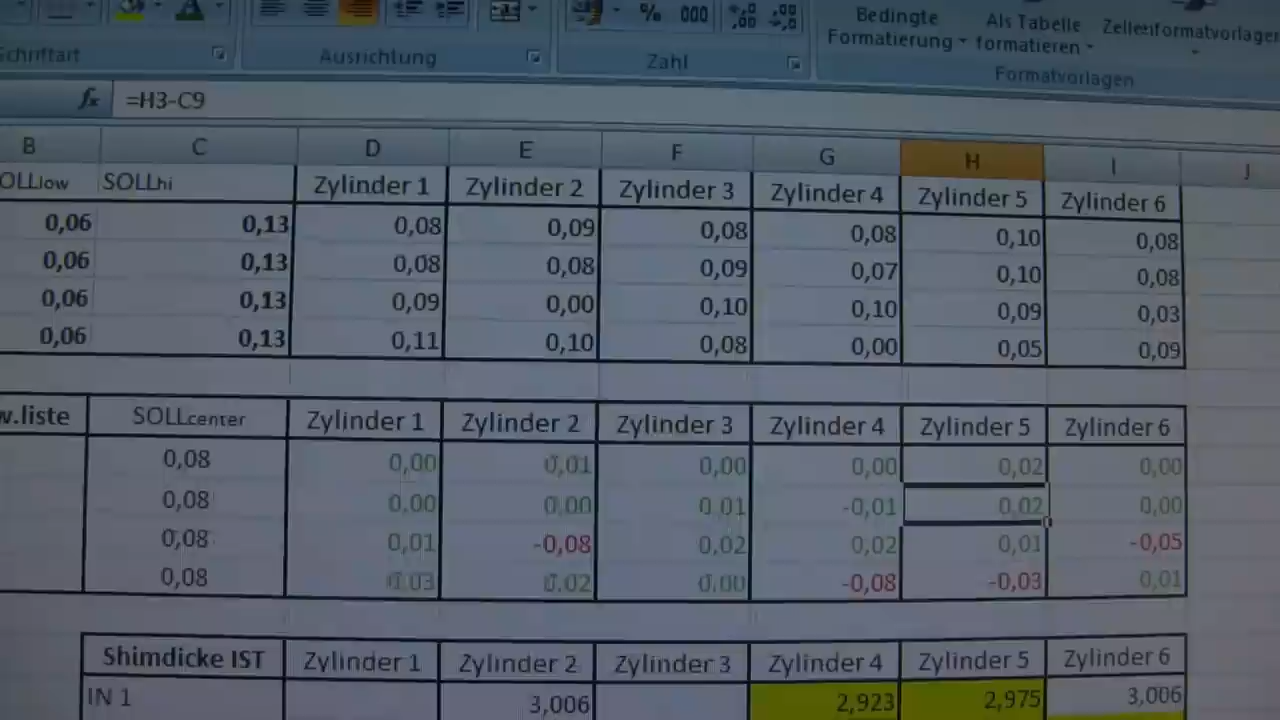 % 000
Bedingte Als Tabelle Zellenformatvorlagen
Formatierung formatieren
Schriftart Ausrichtung Zahl Formatvorlagen
fx =H3-C9
B C D E F G H I J
OLLlow SOLLhi Zylinder 1 Zylinder 2 Zylinder 3 Zylinder 4 Zylinder 5 Zylinder 6
0,06 0,13 0,08 0,09 0,08 0,08 0,10 0,08
0,06 0,13 0,08 0,08 0,09 0,07 0,10 0,08
0,06 0,13 0,09 0,00 0,10 0,10 0,09 0,03
0,06 0,13 0,11 0,10 0,08 0,00 0,05 0,09
w.liste SOLLcenter Zylinder 1 Zylinder 2 Zylinder 3 Zylinder 4 Zylinder 5 Zylinder 6
0,08 0,00 0,01 0,00 0,00 0,02 0,00
0,08 0,00 0,00 0,01 -0,01 0,02 0,00
0,08 0,01 -0,08 0,02 0,02 0,01 -0,05
0,08 0,03 0,02 0,00 -0,08 -0,03 0,01
Shimdicke IST Zylinder 1 Zylinder 2 Zylinder 3 Zylinder 4 Zylinder 5 Zylinder 6
IN 1 3,006 2,923 2,975 3,006